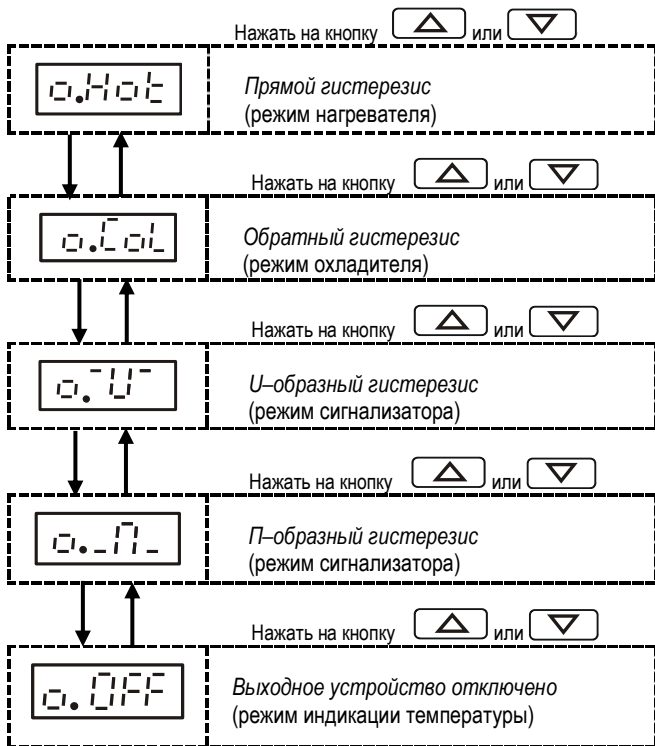 Нажать на кнопку или
o.Hot
Прямой гистерезис
(режим нагревателя)
Нажать на кнопку или
o.CoL
Обратный гистерезис
(режим охладителя)
Нажать на кнопку или
o.¯U¯
U–образный гистерезис
(режим сигнализатора)
Нажать на кнопку или
o._П_
П–образный гистерезис
(режим сигнализатора)
Нажать на кнопку или
o.OFF
Выходное устройство отключено
(режим индикации температуры)